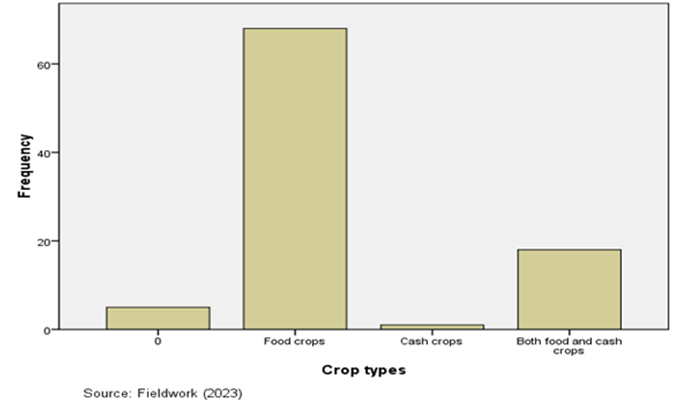 Frequency
60
40
20
0
0
Food crops
Cash crops
Both food and cash
crops
Crop types
Source: Fieldwork (2023)